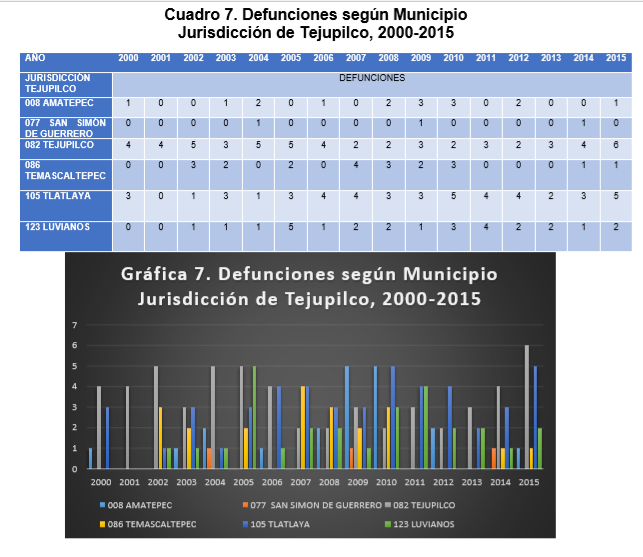 Cuadro 7. Defunciones según Municipio
Jurisdicción de Tejupilco, 2000-2015
AÑO 2000 2001 2002 2003 2004 2005 2006 2007 2008 2009 2010 2011 2012 2013 2014 2015
JURISDICCIÓN TEJUPILCO DEFUNCIONES
008 AMATEPEC 1 0 0 1 2 0 1 0 2 3 3 0 2 0 0 1
077 SAN SIMÓN DE GUERRERO 0 0 0 0 1 0 0 0 0 1 0 0 0 0 1 0
082 TEJUPILCO 4 4 5 3 5 5 4 2 2 3 2 3 2 3 4 6
086 TEMASCALTEPEC 0 0 3 2 0 2 0 4 3 2 3 0 0 0 1 1
105 TLATLAYA 3 0 1 3 1 3 4 4 3 3 5 4 4 2 3 5
123 LUVIANOS 0 0 1 1 1 5 1 2 2 1 3 4 2 2 1 2
Gráfica 7. Defunciones según Municipio
Jurisdicción de Tejupilco, 2000-2015
7
6
5
4
3
2
1
0
2000 2001 2002 2003 2004 2005 2006 2007 2008 2009 2010 2011 2012 2013 2014 2015
008 AMATEPEC 077 SAN SIMON DE GUERRERO 082 TEJUPILCO
086 TEMASCALTEPEC 105 TLATLAYA 123 LUVIANOS